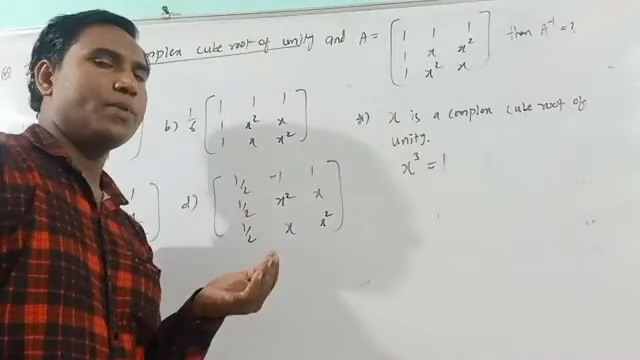 complex cube root of unity and A = [ 1 1 1
1 x x²
1 x² x ] then A⁻¹ = ?
b) 1/6 [ 1 1 1
1 x² x
1 x x² ]
*) x is a complex cube root of
unity.
x³ = 1
d) [ 1/2 -1 1
1/2 x² x
1/2 x x² ]